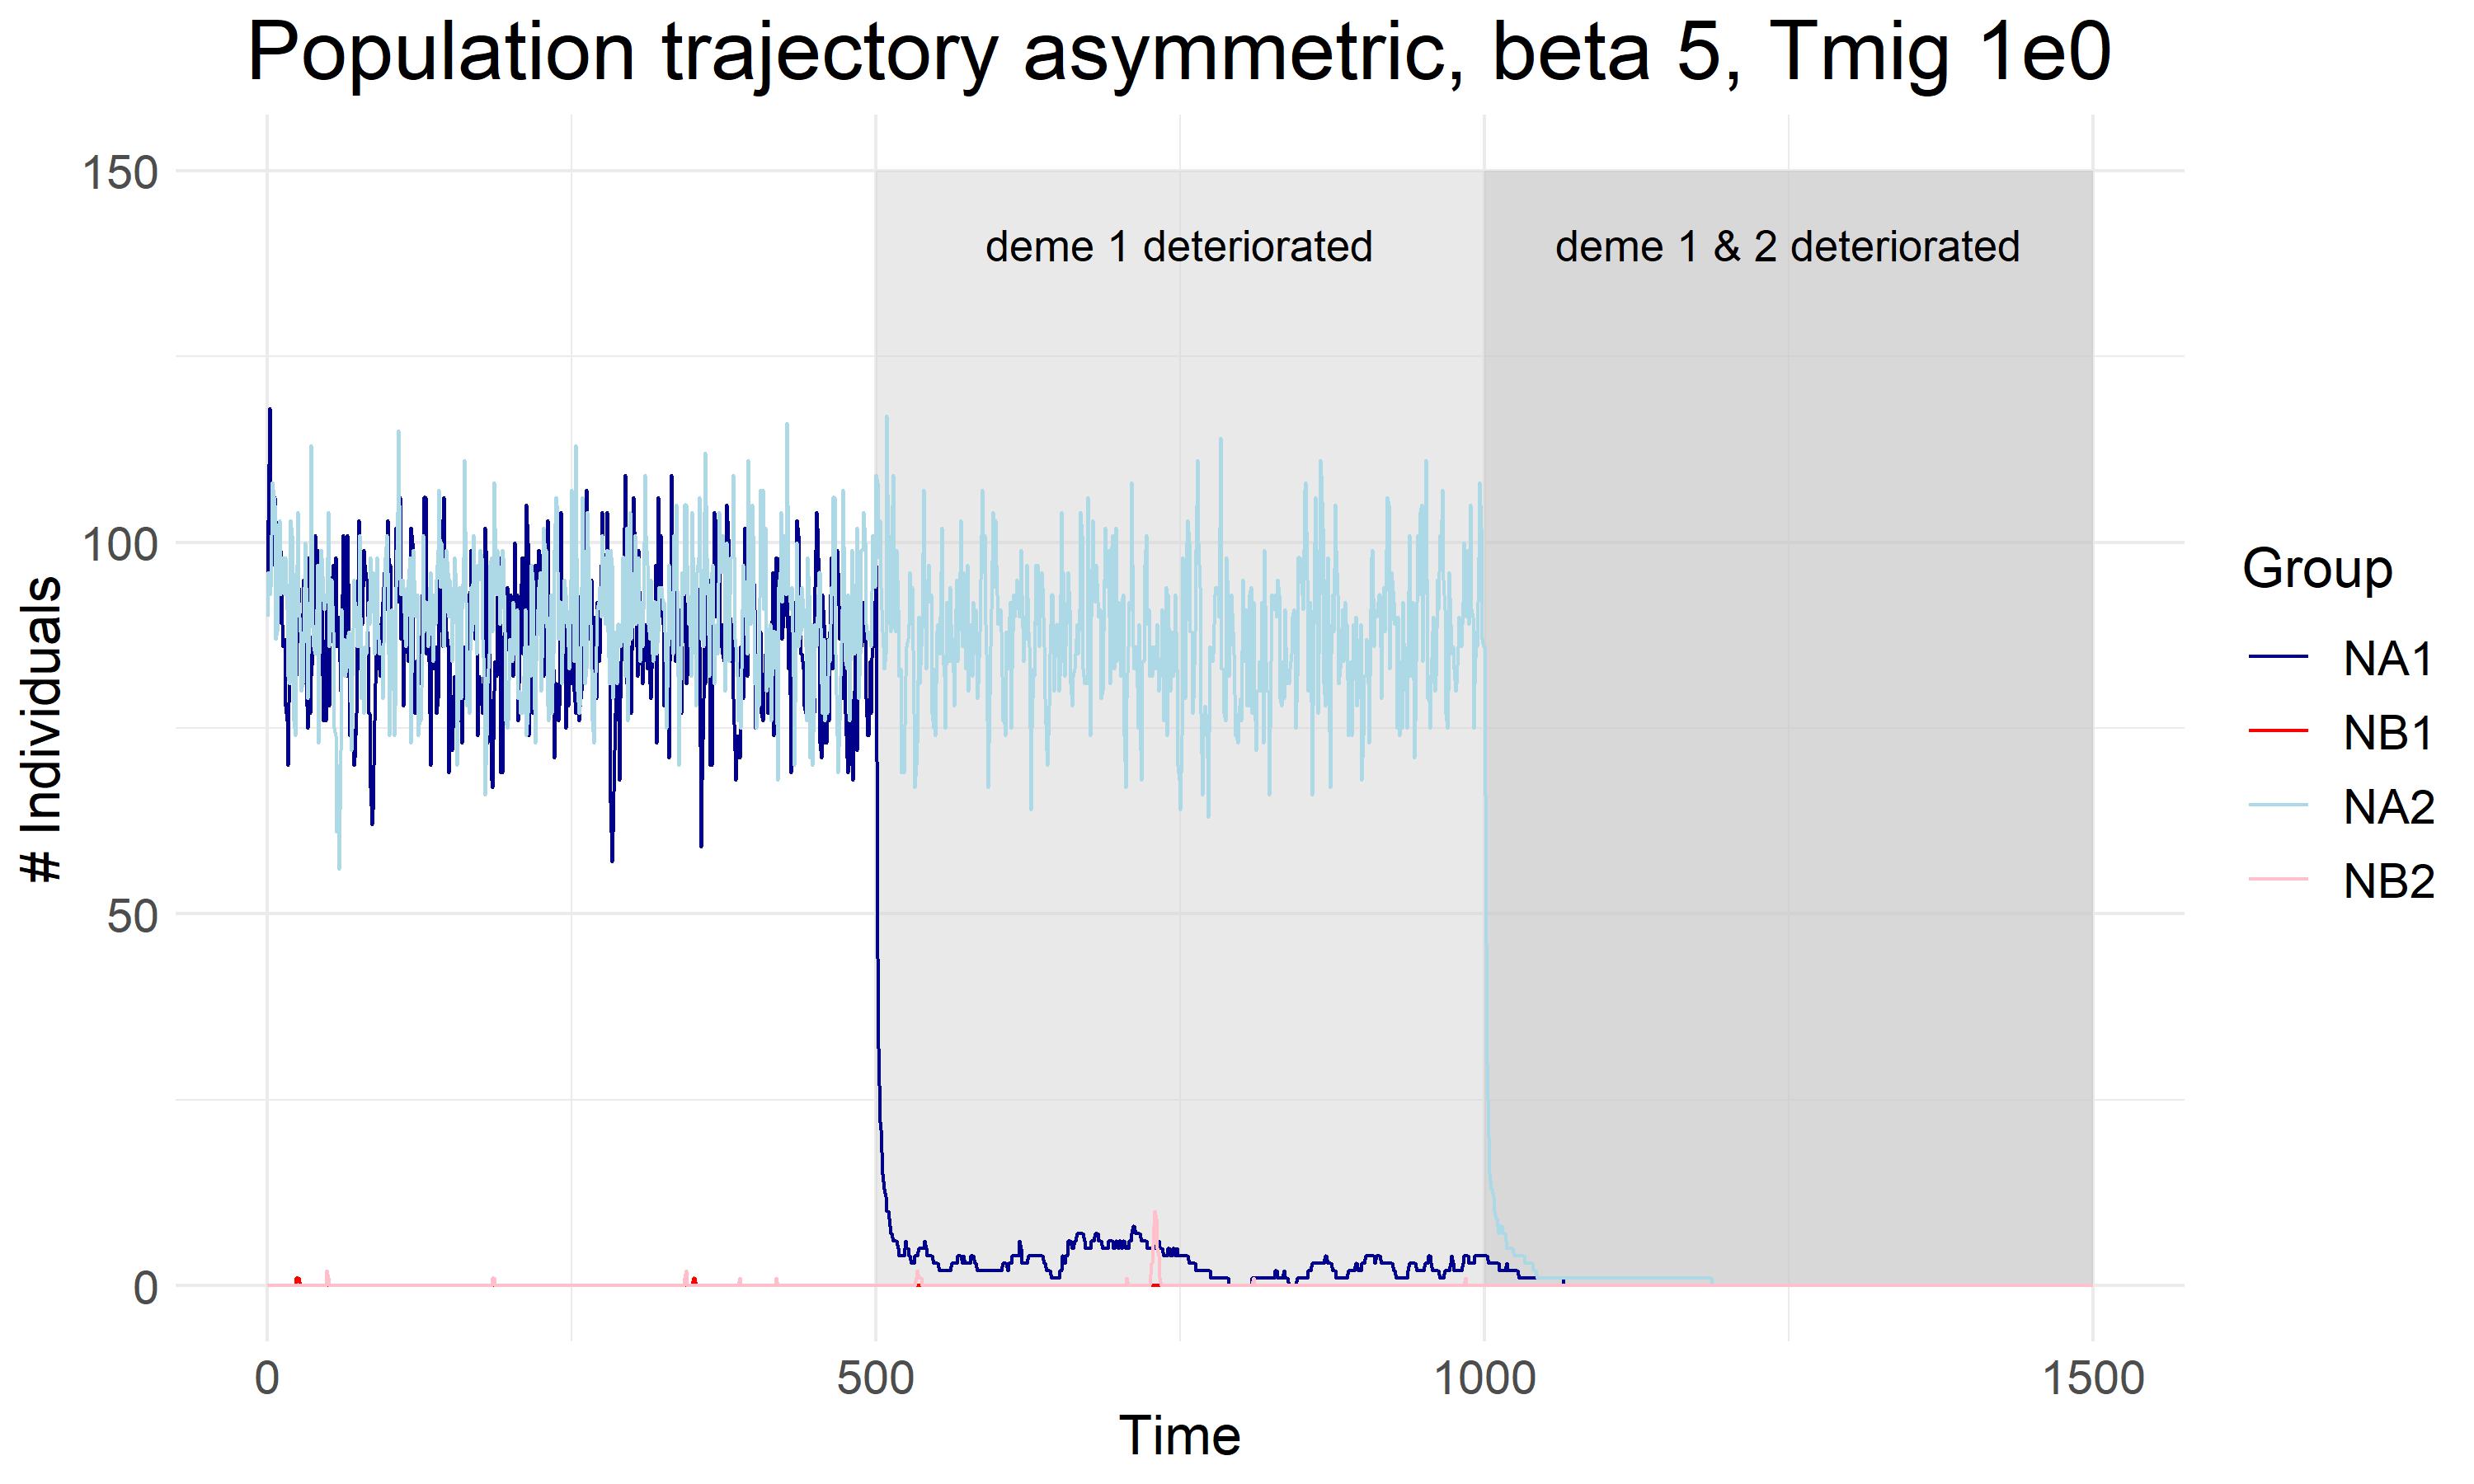 Population trajectory asymmetric, beta 5, Tmig 1e0
150
100
50
0
# Individuals
deme 1 deteriorated
deme 1 & 2 deteriorated
0
500
1000
1500
Time
Group
NA1
NB1
NA2
NB2